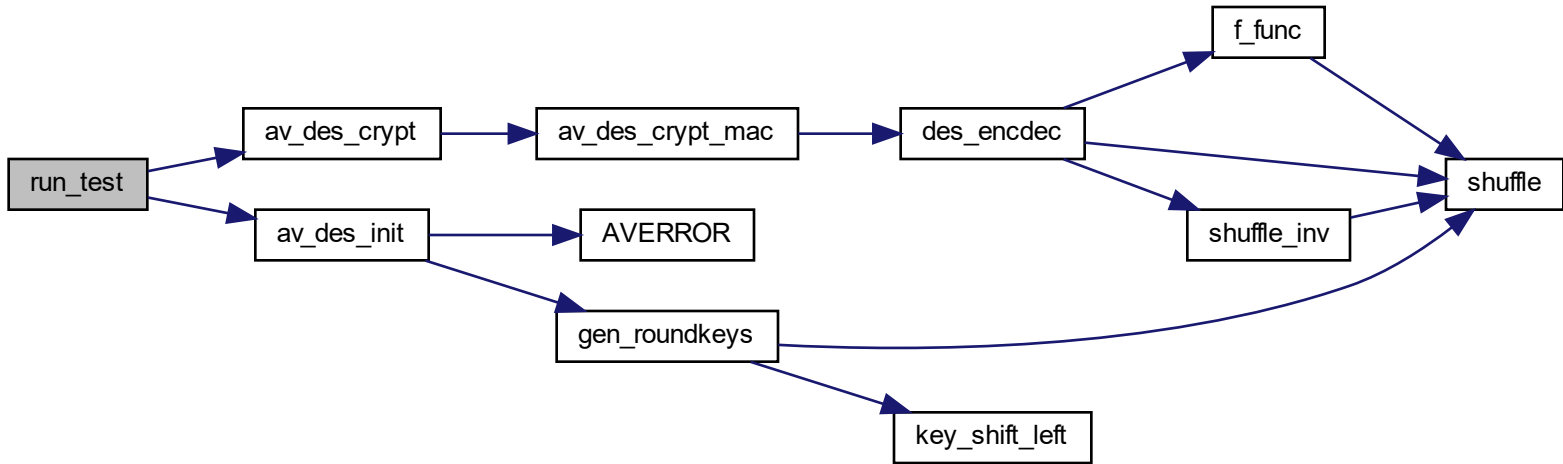 f_func
av_des_crypt
av_des_crypt_mac
des_encdec
run_test
shuffle
av_des_init
AVERROR
shuffle_inv
gen_roundkeys
key_shift_left